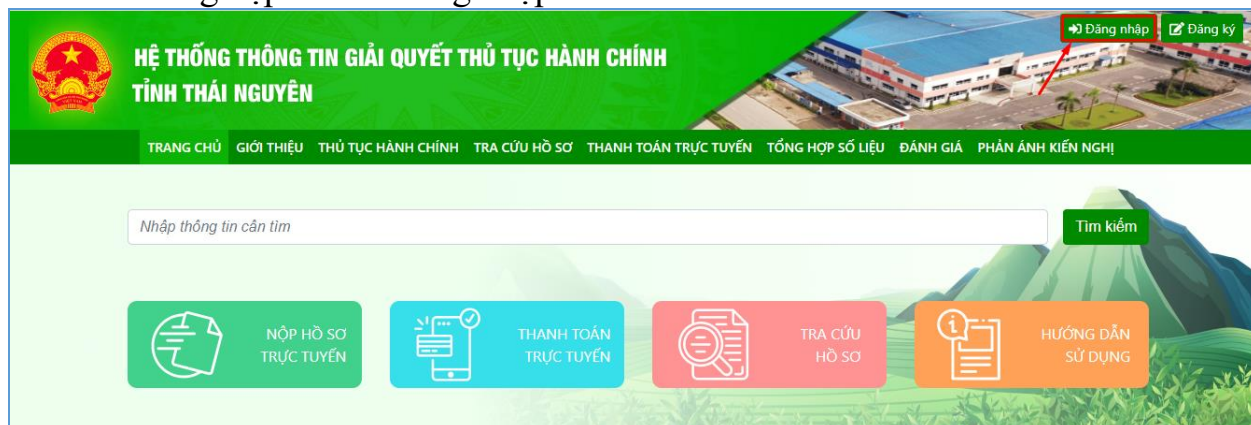 Đăng nhập
Đăng ký
HỆ THỐNG THÔNG TIN GIẢI QUYẾT THỦ TỤC HÀNH CHÍNH
TỈNH THÁI NGUYÊN
TRANG CHỦ GIỚI THIỆU THỦ TỤC HÀNH CHÍNH TRA CỨU HỒ SƠ THANH TOÁN TRỰC TUYẾN TỔNG HỢP SỐ LIỆU ĐÁNH GIÁ PHẢN ÁNH KIẾN NGHỊ
Nhập thông tin cần tìm
Tìm kiếm
NỘP HỒ SƠ
TRỰC TUYẾN
THANH TOÁN
TRỰC TUYẾN
TRA CỨU
HỒ SƠ
HƯỚNG DẪN
SỬ DỤNG